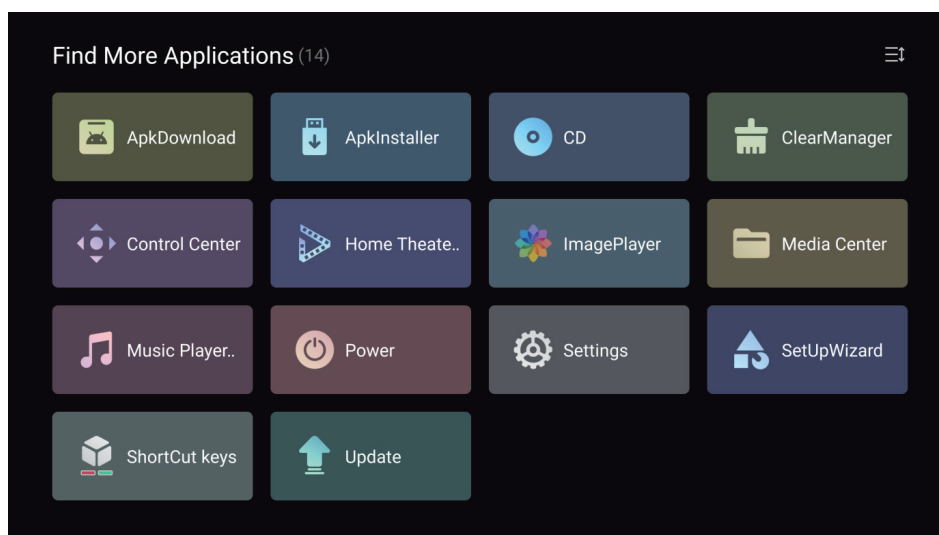 Find More Applications (14)
ApkDownload
ApkInstaller
CD
ClearManager
Control Center
Home Theate..
ImagePlayer
Media Center
Music Player..
Power
Settings
SetUpWizard
ShortCut keys
Update